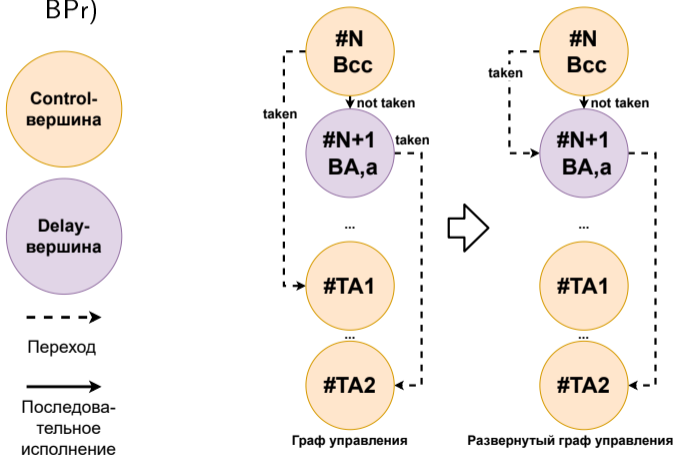 BPr)
Control-
вершина
Delay-
вершина
Переход
Последова-
тельное
исполнение
#N
Bcc
taken
not taken
#N+1
BA,a
taken
...
#TA1
...
#TA2
Граф управления
#N
Bcc
taken
not taken
#N+1
BA,a
...
#TA1
...
#TA2
Развернутый граф управления